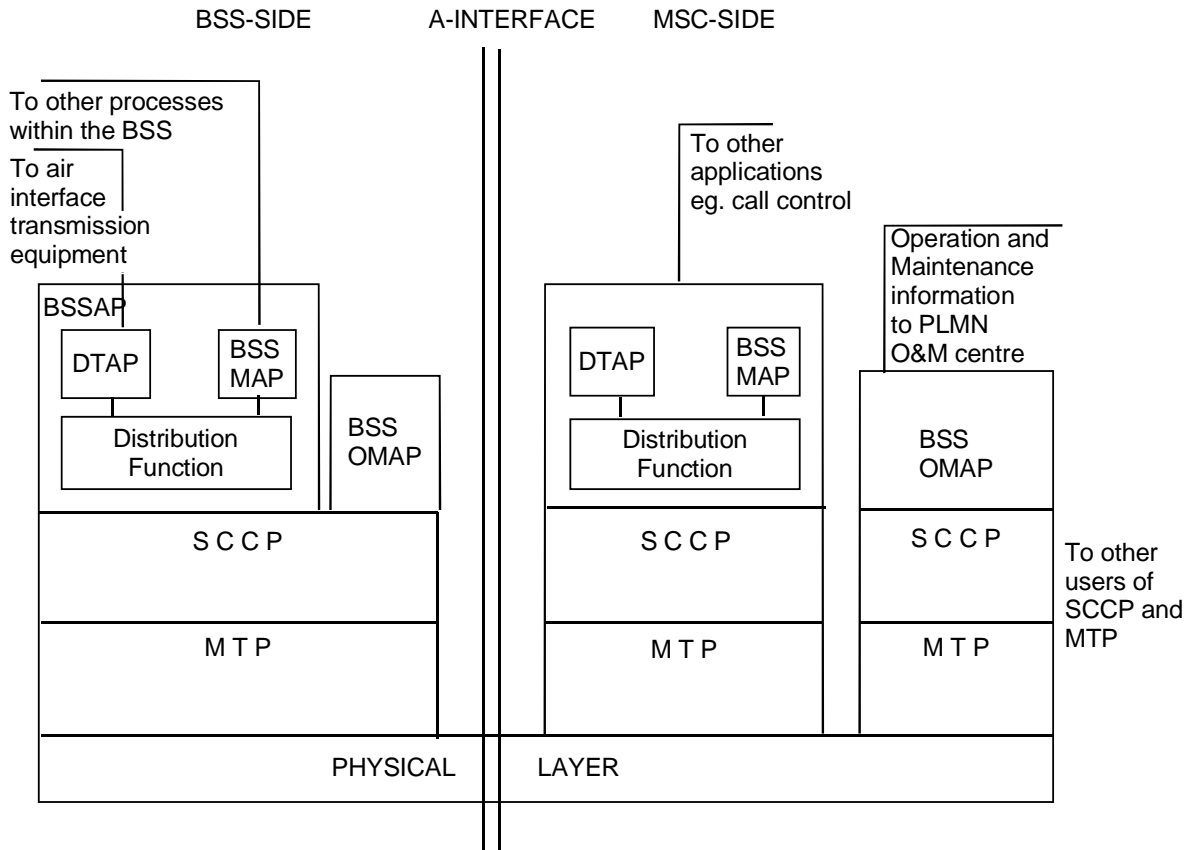 BSS-SIDE
A-INTERFACE
MSC-SIDE
To other processes
within the BSS
To air
interface
transmission
equipment
To other
applications
eg. call control
Operation and
Maintenance
information
to PLMN
O&M centre
BSSAP
DTAP
BSS
MAP
Distribution
Function
BSS
OMAP
DTAP
BSS
MAP
Distribution
Function
BSS
OMAP
S C C P
S C C P
S C C P
To other
users of
SCCP and
MTP
M T P
M T P
M T P
PHYSICAL
LAYER